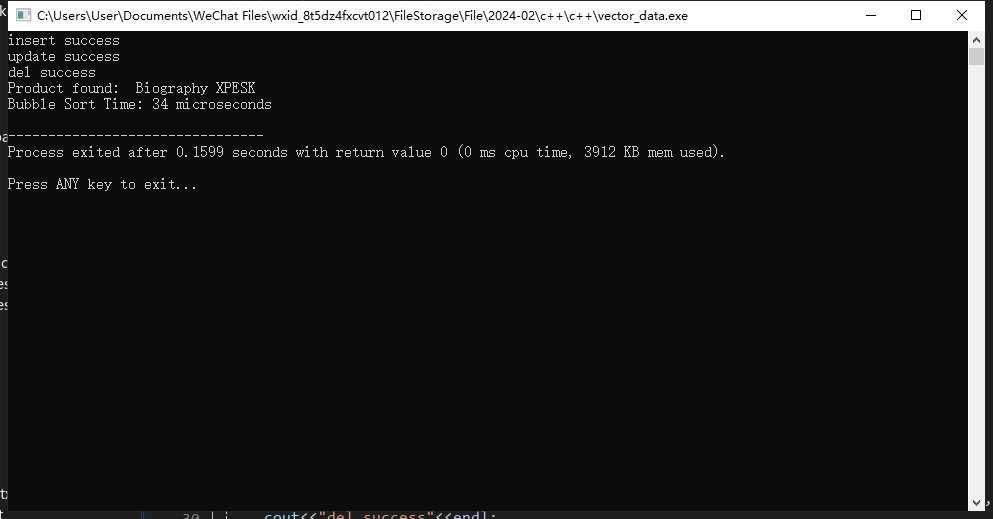 C:\Users\User\Documents\WeChat Files\wxid_8t5dz4fxcvt012\FileStorage\File\2024-02\c++\c++\vector_data.exe
insert success
update success
del success
Product found:  Biography XPESK
Bubble Sort Time: 34 microseconds
--------------------------------
Process exited after 0.1599 seconds with return value 0 (0 ms cpu time, 3912 KB mem used).
Press ANY key to exit...
cout<<"del success"<<endl;